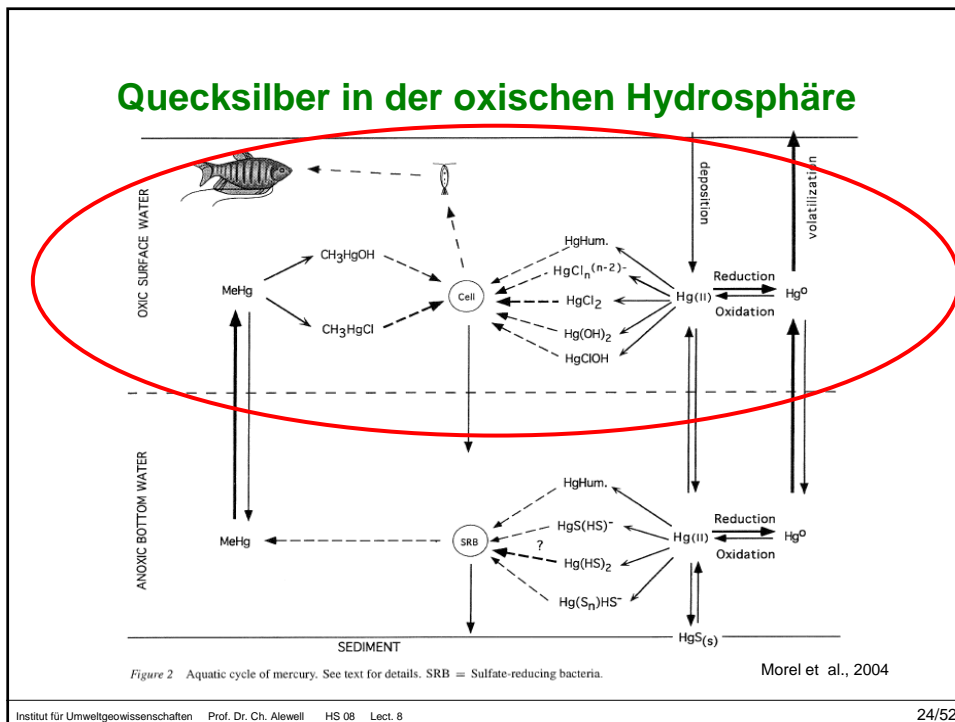 Quecksilber in der oxischen Hydrosphäre
OXIC SURFACE WATER
deposition
volatilization
CH₃HgOH
MeHg
CH₃HgCl
Cell
HgHum.
HgClₙ⁽ⁿ⁻²⁾⁻
HgCl₂
Hg(OH)₂
HgClOH
Hg(II)
Reduction
Oxidation
Hg⁰
ANOXIC BOTTOM WATER
MeHg
SRB
?
HgHum.
HgS(HS)⁻
Hg(HS)₂
Hg(Sₙ)HS⁻
Hg(II)
Reduction
Oxidation
Hg⁰
SEDIMENT
HgS(s)
Figure 2 Aquatic cycle of mercury. See text for details. SRB = Sulfate-reducing bacteria.
Morel et al., 2004
Institut für Umweltgeowissenschaften Prof. Dr. Ch. Alewell HS 08 Lect. 8
24/52